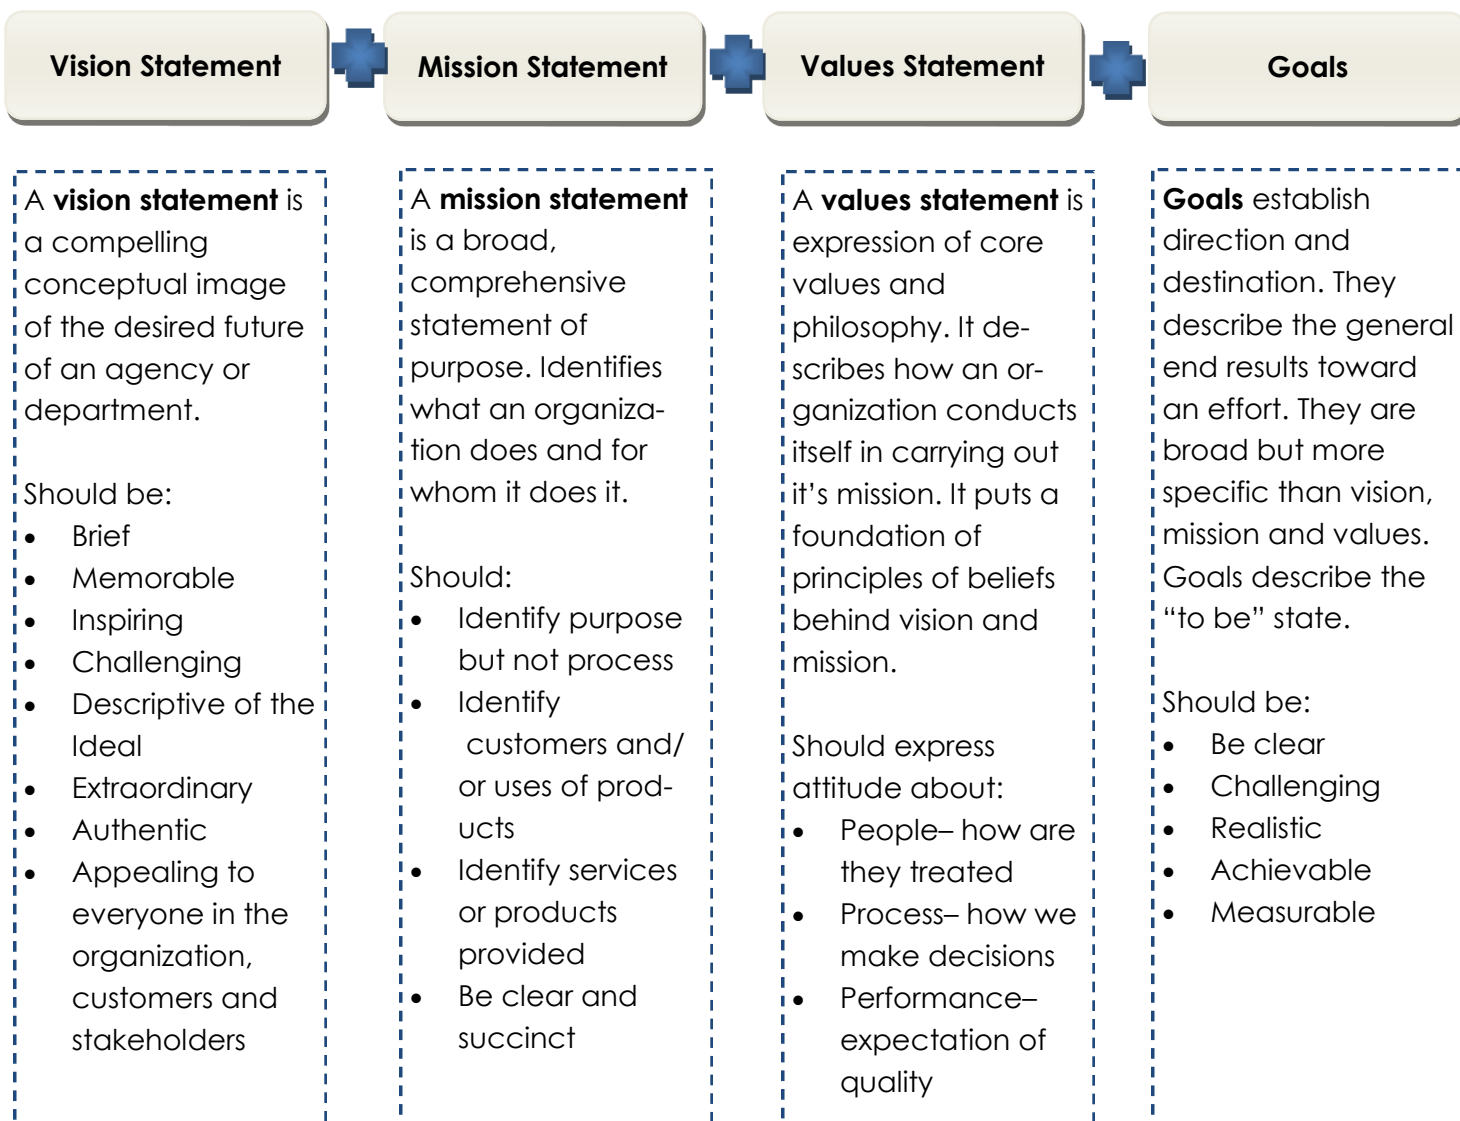 Vision Statement
Mission Statement
Values Statement
Goals
A vision statement is
a compelling
conceptual image
of the desired future
of an agency or
department.
Should be:
• Brief
• Memorable
• Inspiring
• Challenging
• Descriptive of the
Ideal
• Extraordinary
• Authentic
• Appealing to
everyone in the
organization,
customers and
stakeholders
A mission statement
is a broad,
comprehensive
statement of
purpose. Identifies
what an organiza-
tion does and for
whom it does it.
Should:
• Identify purpose
but not process
• Identify
customers and/
or uses of prod-
ucts
• Identify services
or products
provided
• Be clear and
succinct
A values statement is
expression of core
values and
philosophy. It de-
scribes how an or-
ganization conducts
itself in carrying out
it's mission. It puts a
foundation of
principles of beliefs
behind vision and
mission.
Should express
attitude about:
• People– how are
they treated
• Process– how we
make decisions
• Performance–
expectation of
quality
Goals establish
direction and
destination. They
describe the general
end results toward
an effort. They are
broad but more
specific than vision,
mission and values.
Goals describe the
“to be” state.
Should be:
• Be clear
• Challenging
• Realistic
• Achievable
• Measurable